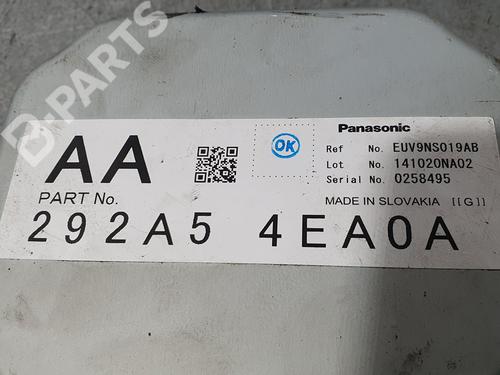 B-PARTS
AA
OK
Panasonic
Ref No. EUV9NS019AB
Lot No. 141020NA02
Serial No. 0258495
PART No.
MADE IN SLOVAKIA [[G]]
292A5 4EA0A